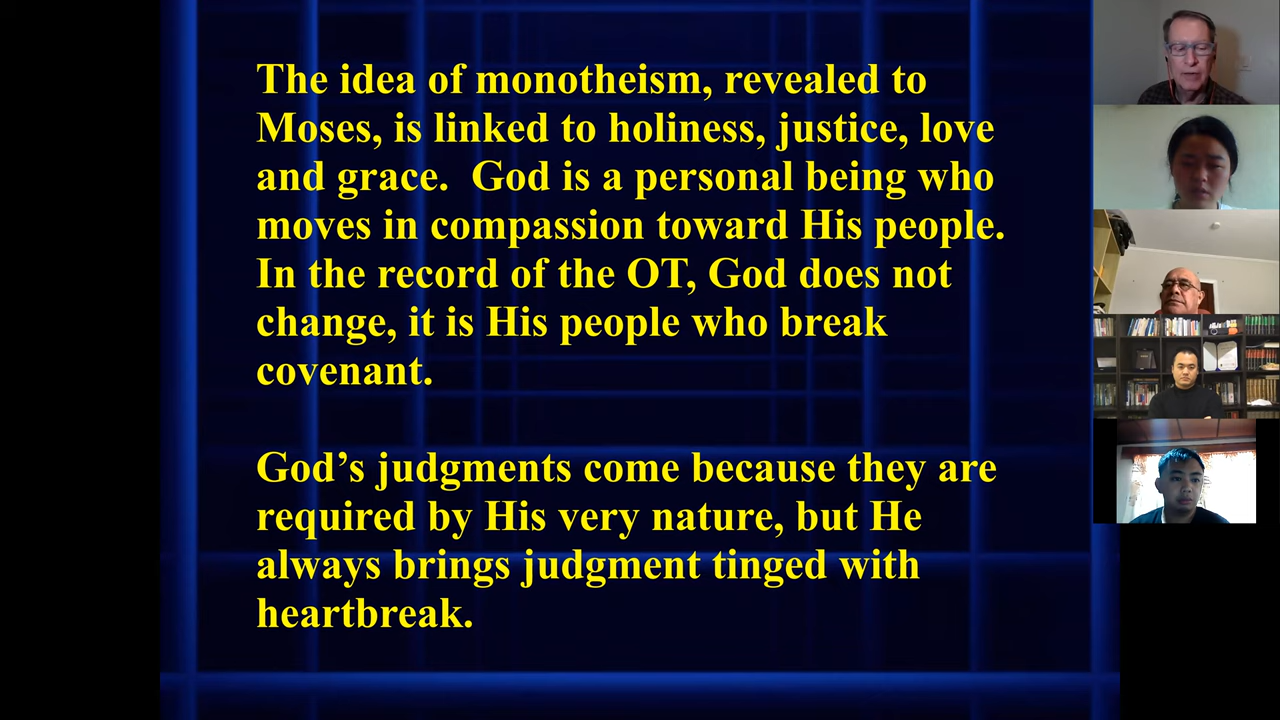 The idea of monotheism, revealed to
Moses, is linked to holiness, justice, love
and grace.  God is a personal being who
moves in compassion toward His people.
In the record of the OT, God does not
change, it is His people who break
covenant.
God’s judgments come because they are
required by His very nature, but He
always brings judgment tinged with
heartbreak.